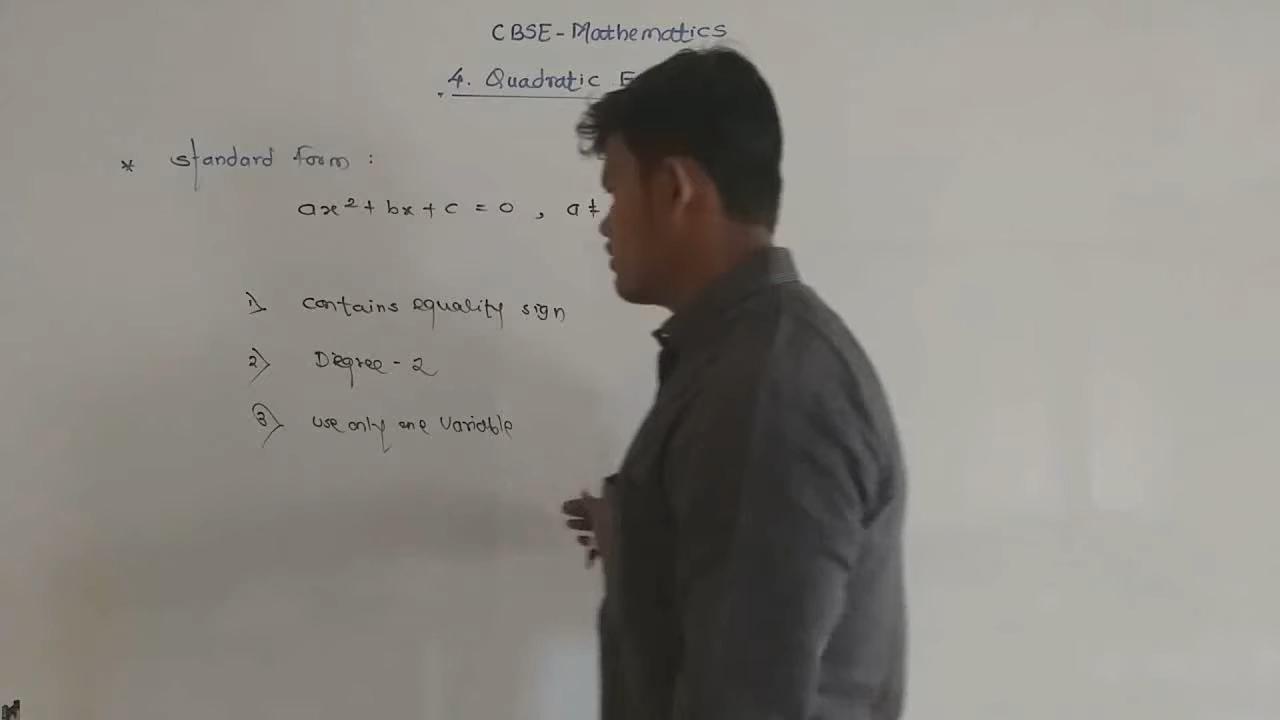 CBSE-Mathematics
4. Quadratic E
* standard form :
ax²+ bx + c = 0 , a ≠
1) contains equality sign
2) Degree - 2
3) use only one variable